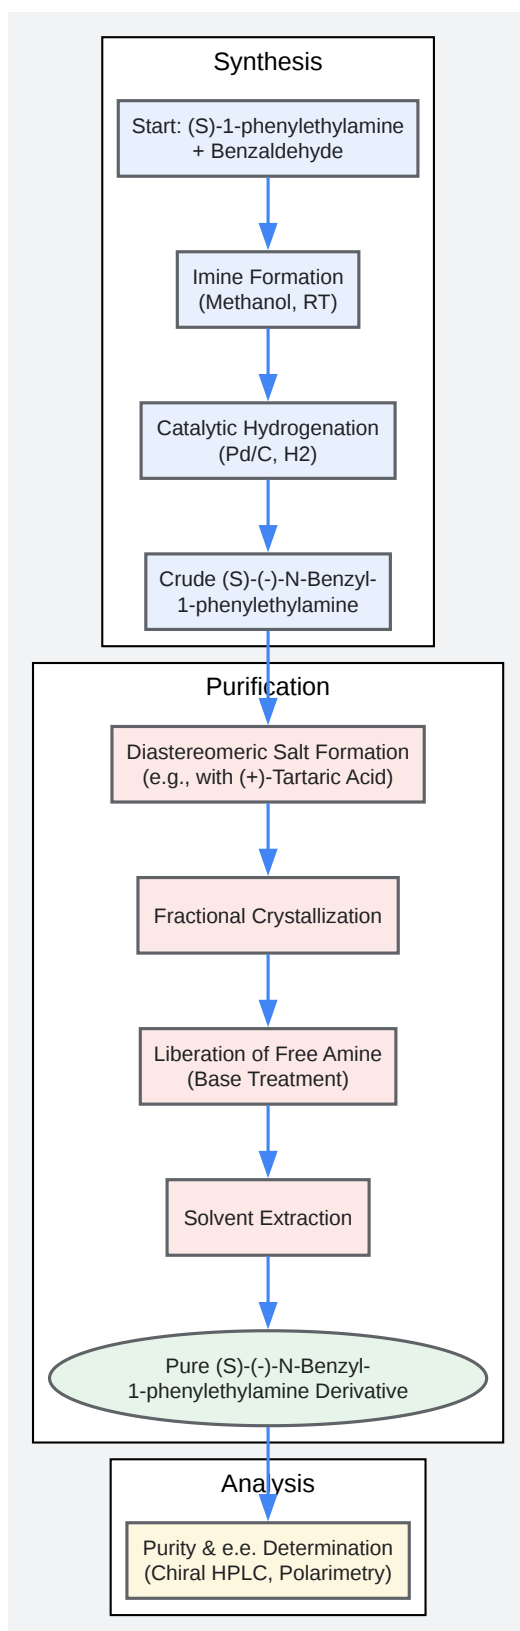 Synthesis
Start: (S)-1-phenylethylamine
+ Benzaldehyde
Imine Formation
(Methanol, RT)
Catalytic Hydrogenation
(Pd/C, H2)
Crude (S)-(-)-N-Benzyl-
1-phenylethylamine
Purification
Diastereomeric Salt Formation
(e.g., with (+)-Tartaric Acid)
Fractional Crystallization
Liberation of Free Amine
(Base Treatment)
Solvent Extraction
Pure (S)-(-)-N-Benzyl-
1-phenylethylamine Derivative
Analysis
Purity & e.e. Determination
(Chiral HPLC, Polarimetry)